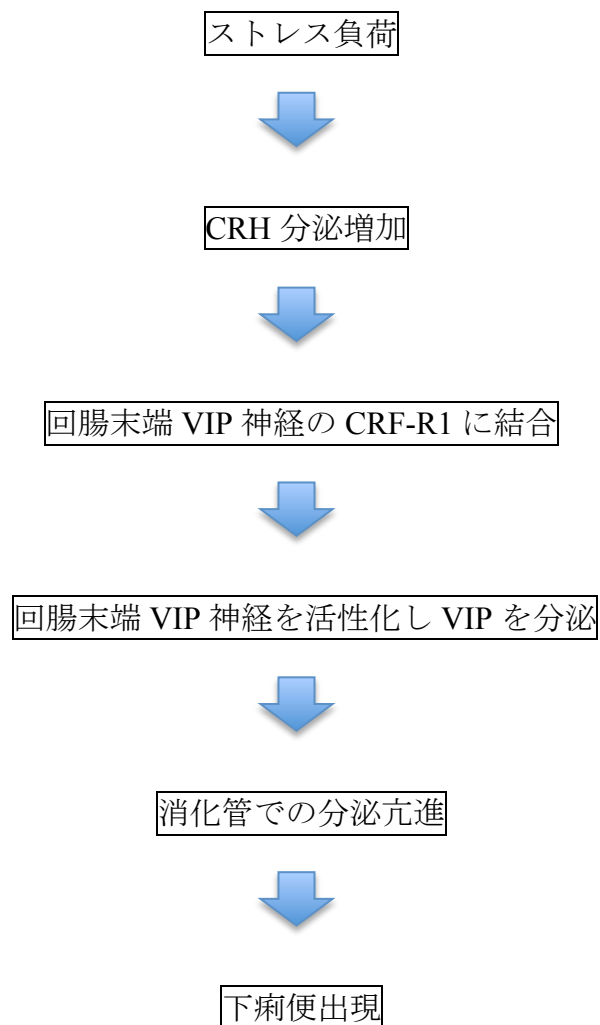 ストレス負荷
CRH 分泌増加
回腸末端 VIP 神経の CRF-R1 に結合
回腸末端 VIP 神経を活性化し VIP を分泌
消化管での分泌亢進
下痢便出現